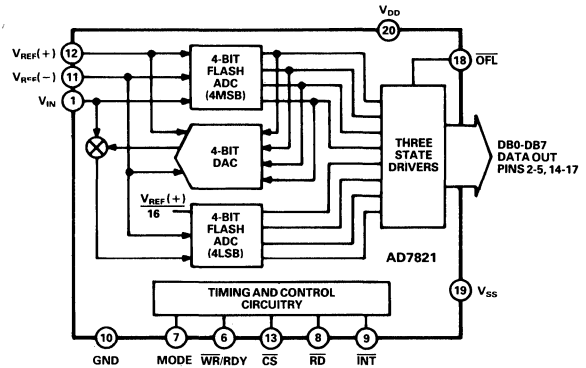 VDD
20
12
VREF(+)
4-BIT
FLASH
ADC
(4MSB)
18
OFL
11
VREF(−)
1
VIN
4-BIT
DAC
THREE
STATE
DRIVERS
DB0-DB7
DATA OUT
PINS 2-5, 14-17
VREF(+)
16
4-BIT
FLASH
ADC
(4LSB)
AD7821
TIMING AND CONTROL
CIRCUITRY
19
VSS
10
7
6
13
8
9
GND
MODE
WR/RDY
CS
RD
INT